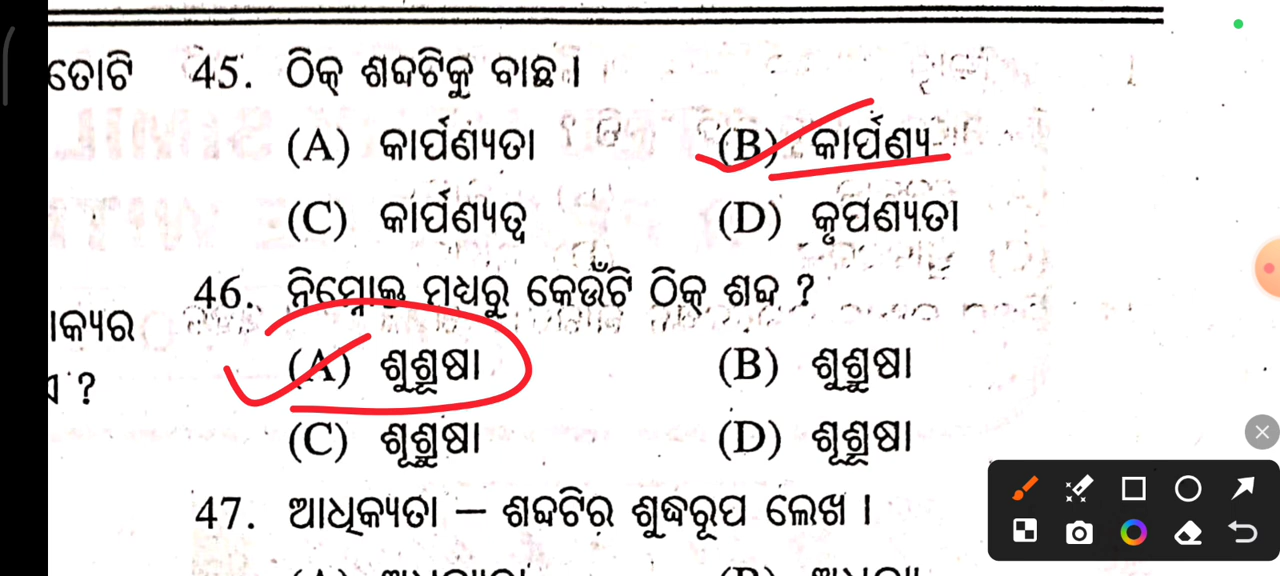 ତୋଟି
45. ଠିକ୍ ଶବ୍ଦଟିକୁ ବାଛ ।
(A) କାର୍ପଣ୍ୟତା (B) କାର୍ପଣ୍ୟ
(C) କାର୍ପଣ୍ୟତ୍ୱ (D) କୃପଣ୍ୟତା
46. ନିମ୍ନୋକ୍ତ ମଧ୍ୟରୁ କେଉଁଟି ଠିକ୍ ଶବ୍ଦ ?
(A) ଶୁଶ୍ରୂଷା (B) ଶୁଶ୍ରୁଷା
(C) ଶୂଶ୍ରୁଷା (D) ଶୂଶ୍ରୂଷା
47. ଆଧିକ୍ୟତା – ଶବ୍ଦଟିର ଶୁଦ୍ଧରୂପ ଲେଖ ।